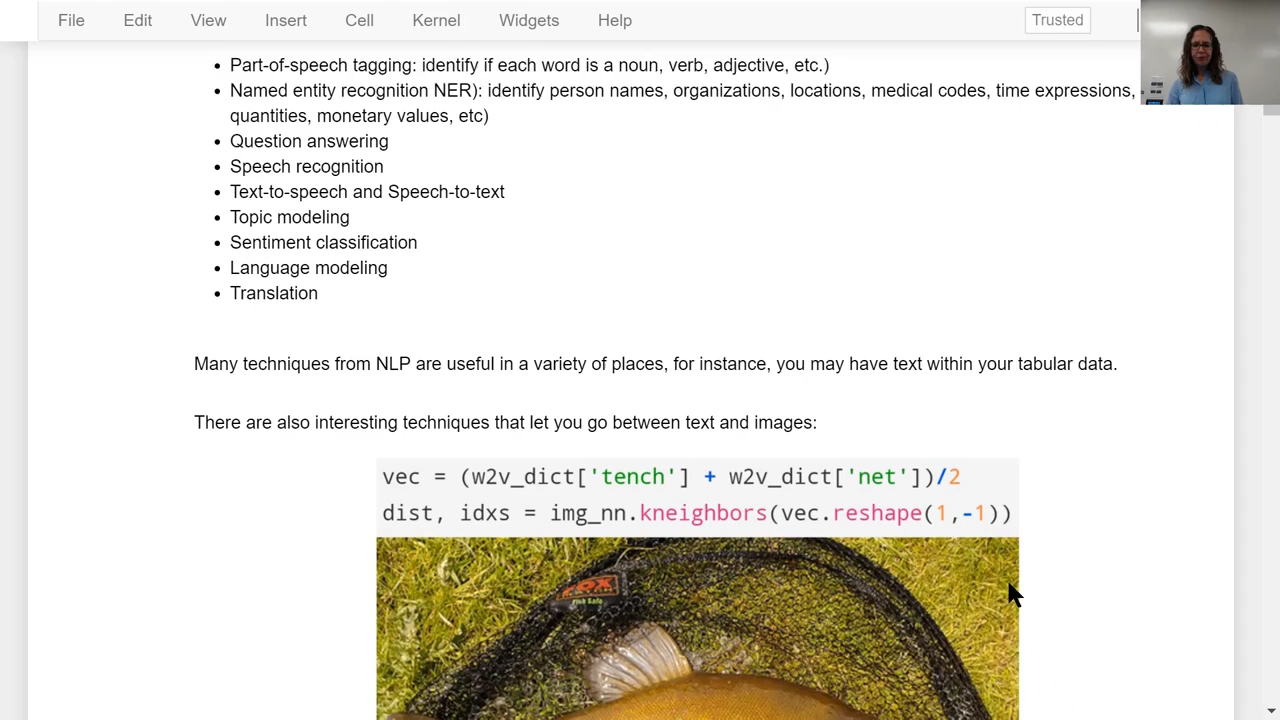 File Edit View Insert Cell Kernel Widgets Help Trusted
Part-of-speech tagging: identify if each word is a noun, verb, adjective, etc.)
Named entity recognition NER): identify person names, organizations, locations, medical codes, time expressions,
quantities, monetary values, etc)
Question answering
Speech recognition
Text-to-speech and Speech-to-text
Topic modeling
Sentiment classification
Language modeling
Translation
Many techniques from NLP are useful in a variety of places, for instance, you may have text within your tabular data.
There are also interesting techniques that let you go between text and images:
vec = (w2v_dict['tench'] + w2v_dict['net'])/2
dist, idxs = img_nn.kneighbors(vec.reshape(1,-1))
FOX
Fish Safe